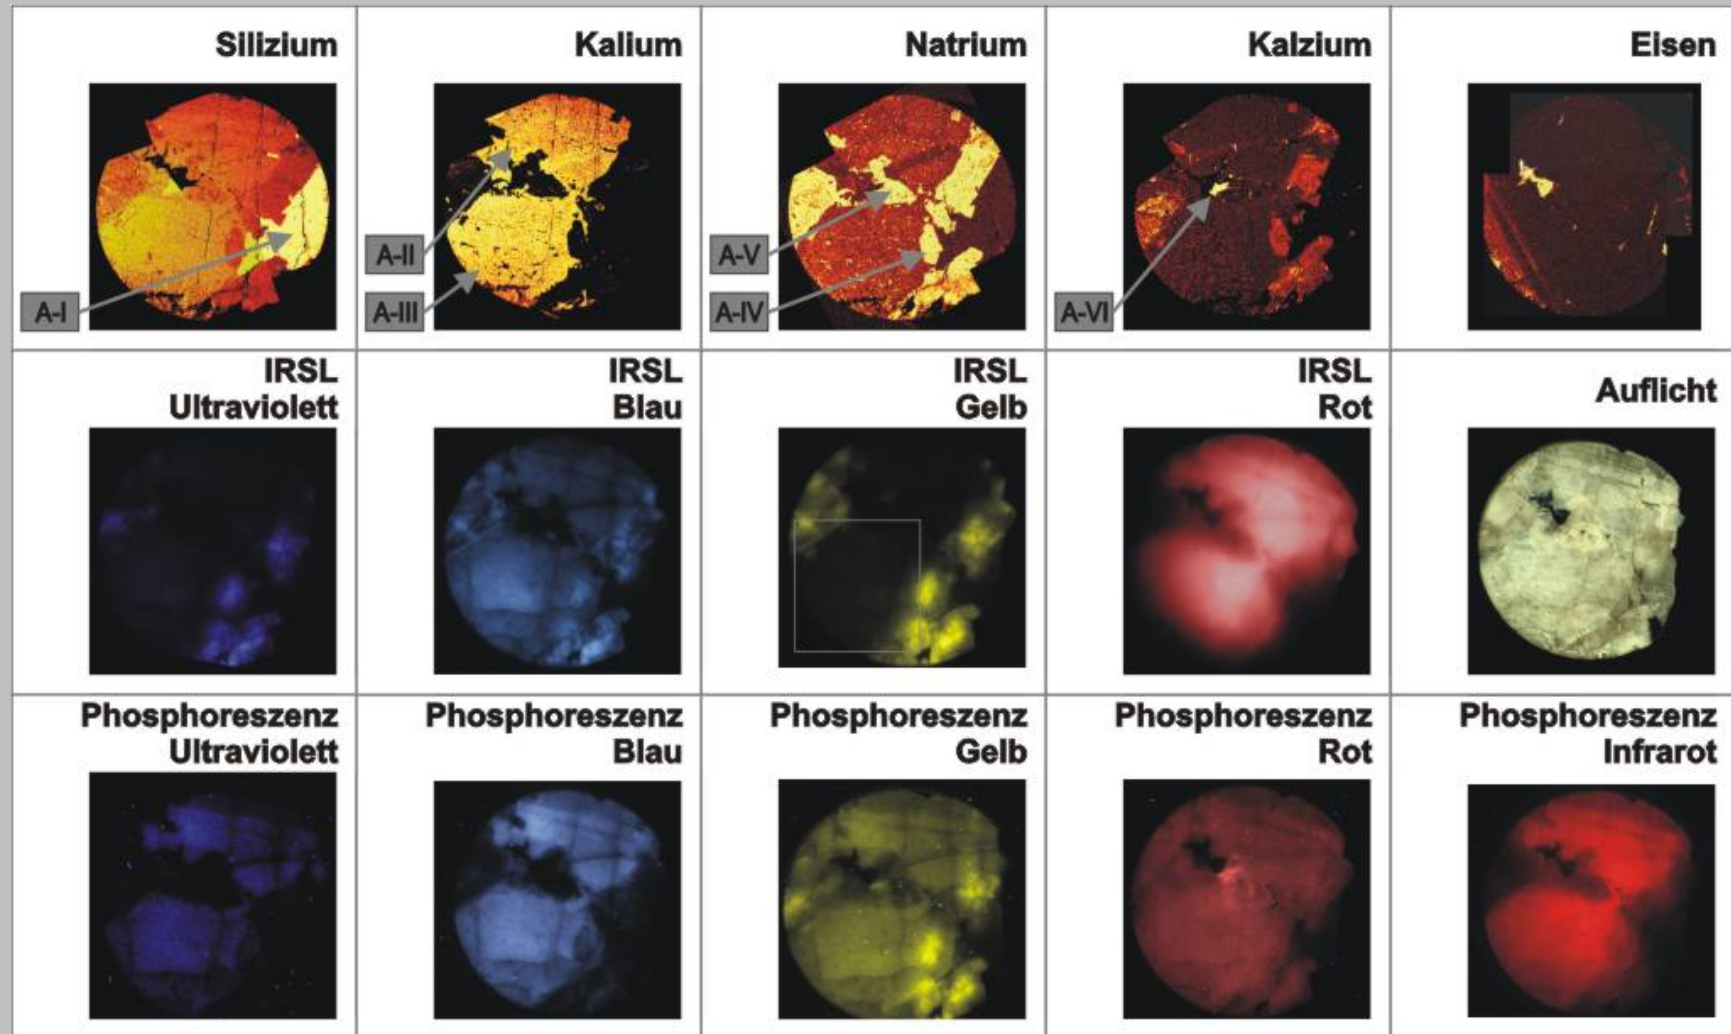 Silizium
Kalium
Natrium
Kalzium
Eisen
A-I
A-II
A-III
A-V
A-IV
A-VI
IRSL
Ultraviolett
IRSL
Blau
IRSL
Gelb
IRSL
Rot
Auflicht
Phosphoreszenz
Ultraviolett
Phosphoreszenz
Blau
Phosphoreszenz
Gelb
Phosphoreszenz
Rot
Phosphoreszenz
Infrarot